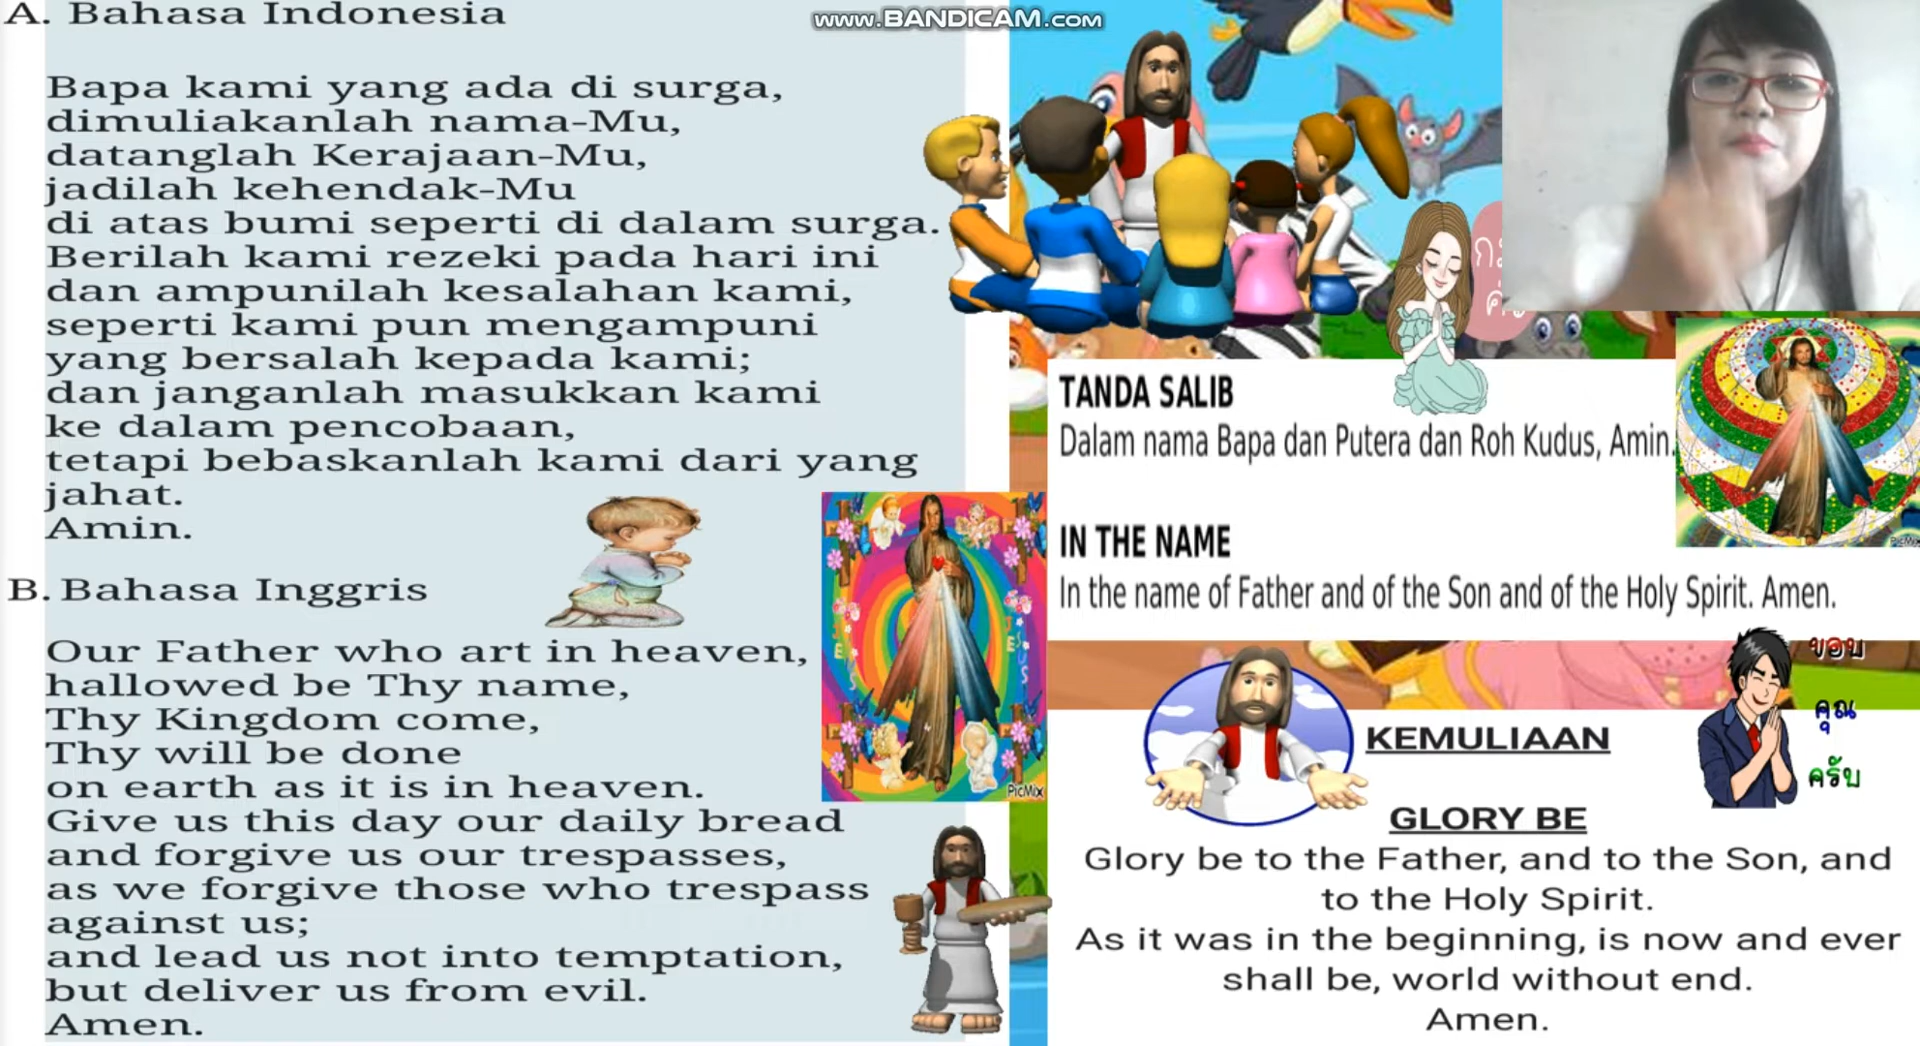 A. Bahasa Indonesia
Bapa kami yang ada di surga,
dimuliakanlah nama-Mu,
datanglah Kerajaan-Mu,
jadilah kehendak-Mu
di atas bumi seperti di dalam surga.
Berilah kami rezeki pada hari ini
dan ampunilah kesalahan kami,
seperti kami pun mengampuni
yang bersalah kepada kami;
dan janganlah masukkan kami
ke dalam pencobaan,
tetapi bebaskanlah kami dari yang
jahat.
Amin.
B. Bahasa Inggris
Our Father who art in heaven,
hallowed be Thy name,
Thy Kingdom come,
Thy will be done
on earth as it is in heaven.
Give us this day our daily bread
and forgive us our trespasses,
as we forgive those who trespass
against us;
and lead us not into temptation,
but deliver us from evil.
Amen.
www.BANDICAM.com
PicMix
TANDA SALIB
Dalam nama Bapa dan Putera dan Roh Kudus, Amin.
IN THE NAME
In the name of Father and of the Son and of the Holy Spirit. Amen.
PicMix
ขอบ
คุณ
ครับ
KEMULIAAN
GLORY BE
Glory be to the Father, and to the Son, and
to the Holy Spirit.
As it was in the beginning, is now and ever
shall be, world without end.
Amen.